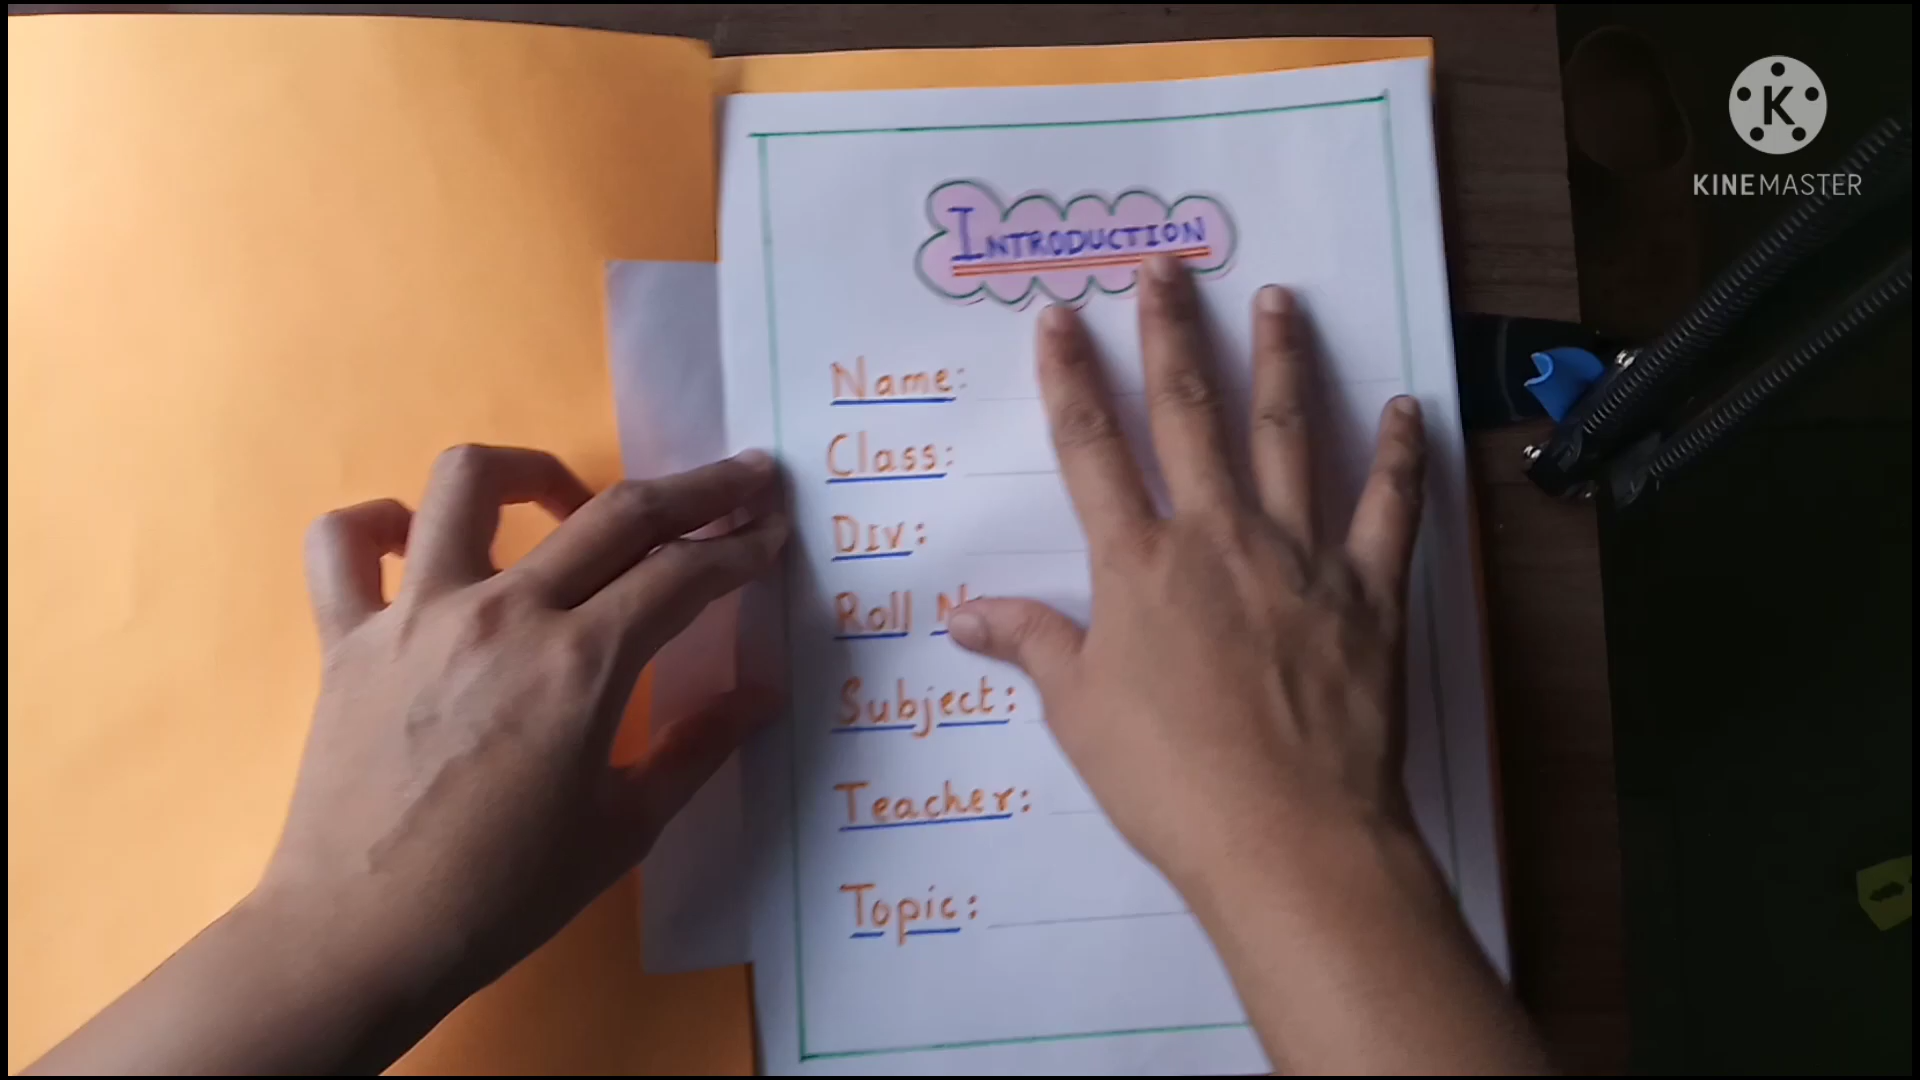 INTRODUCTION
Name:
Class:
Div:
Roll
Subject:
Teacher:
Topic:
K
KINEMASTER